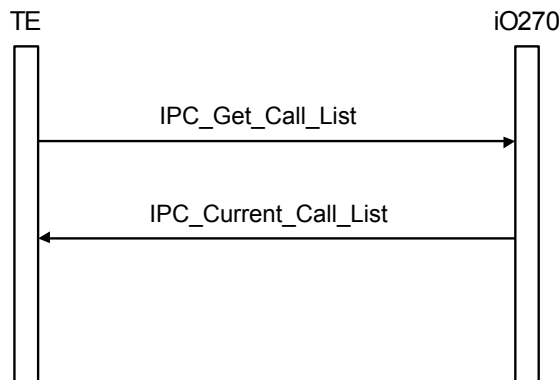 TE
iO270
IPC_Get_Call_List
IPC_Current_Call_List